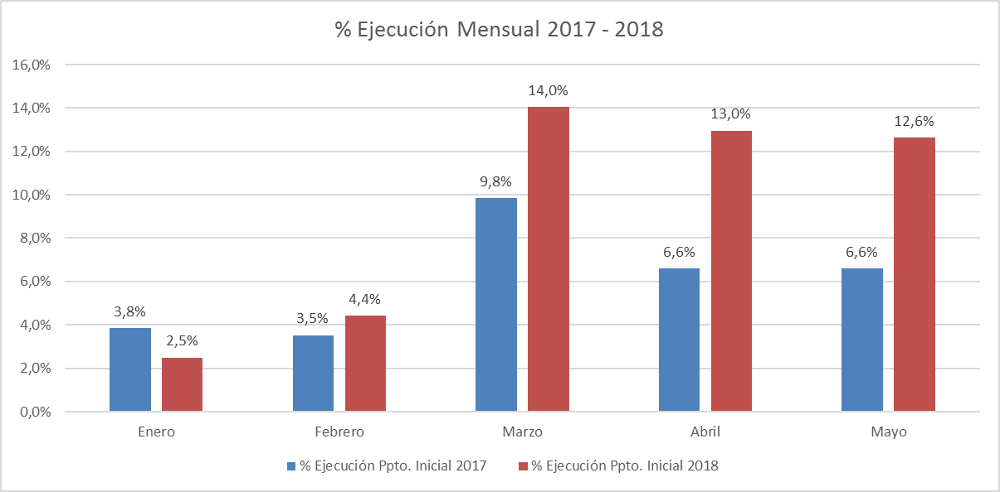 % Ejecución Mensual 2017 - 2018
16,0%
14,0%
12,0%
10,0%
8,0%
6,0%
4,0%
2,0%
0,0%
3,8%
2,5%
3,5%
4,4%
9,8%
14,0%
6,6%
13,0%
6,6%
12,6%
Enero
Febrero
Marzo
Abril
Mayo
% Ejecución Ppto. Inicial 2017
% Ejecución Ppto. Inicial 2018